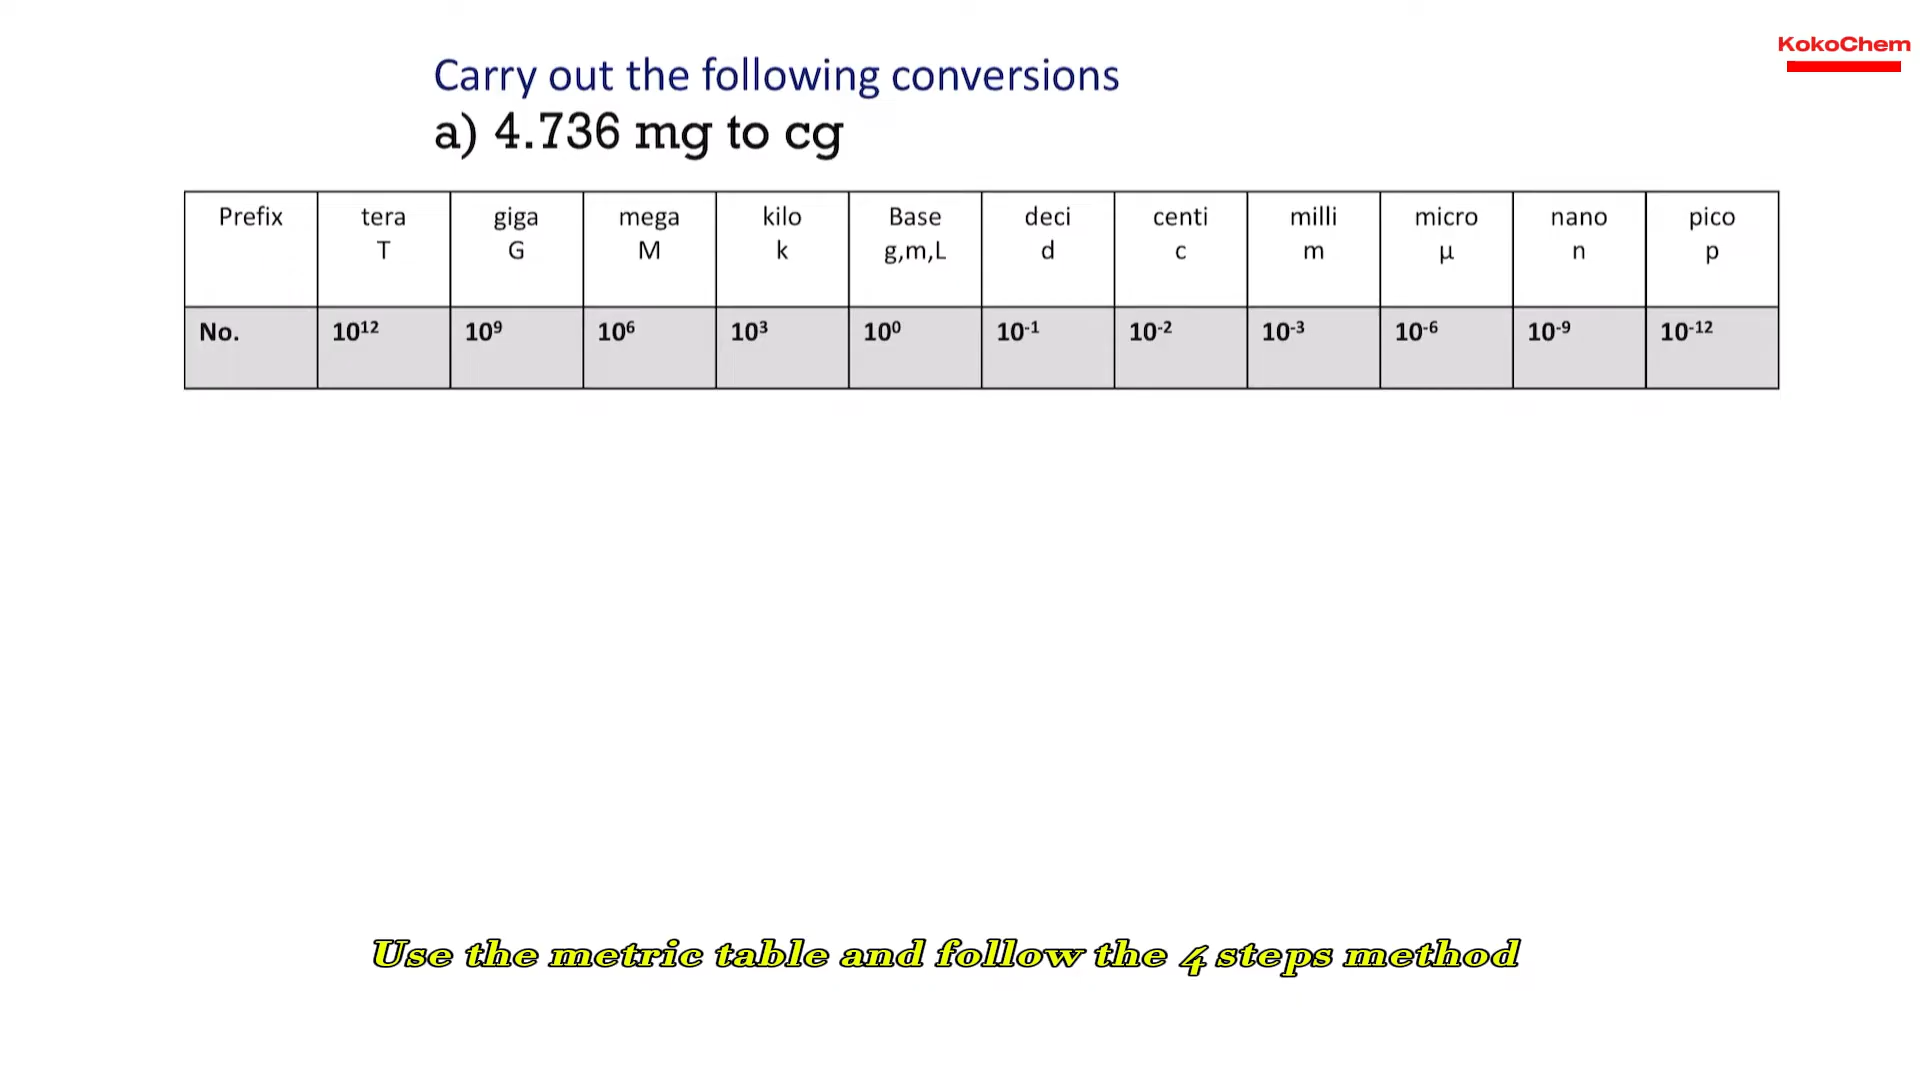 KokoChem
Carry out the following conversions
a) 4.736 mg to cg
Prefix tera giga mega kilo Base deci centi milli micro nano pico
T G M k g,m,L d c m µ n p
No. 10¹² 10⁹ 10⁶ 10³ 10⁰ 10⁻¹ 10⁻² 10⁻³ 10⁻⁶ 10⁻⁹ 10⁻¹²
Use the metric table and follow the 4 steps method